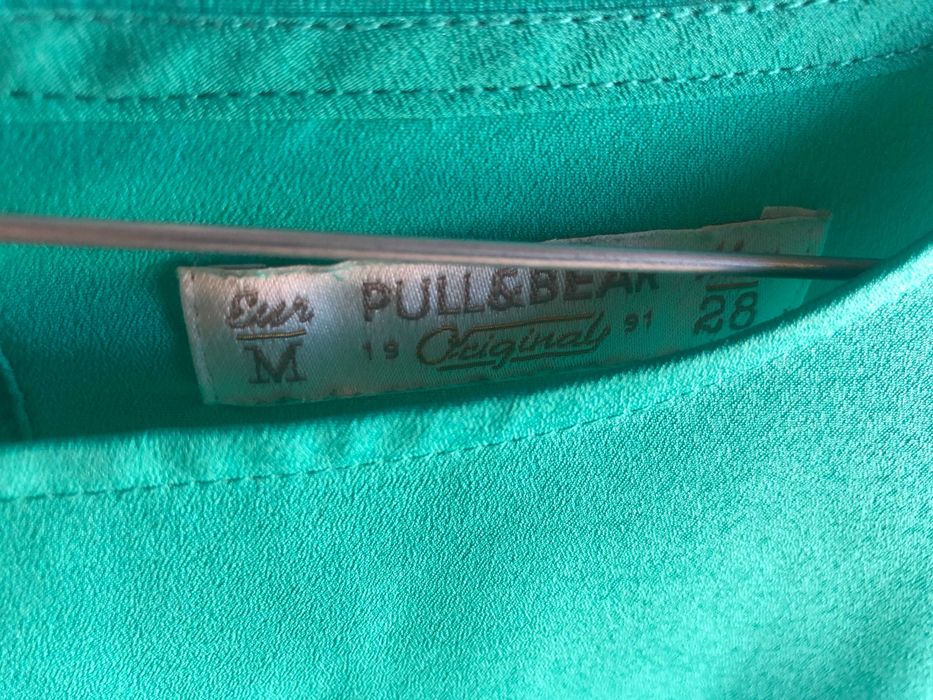 Eur
M
PULL&BEAR
19 Originals 91
28